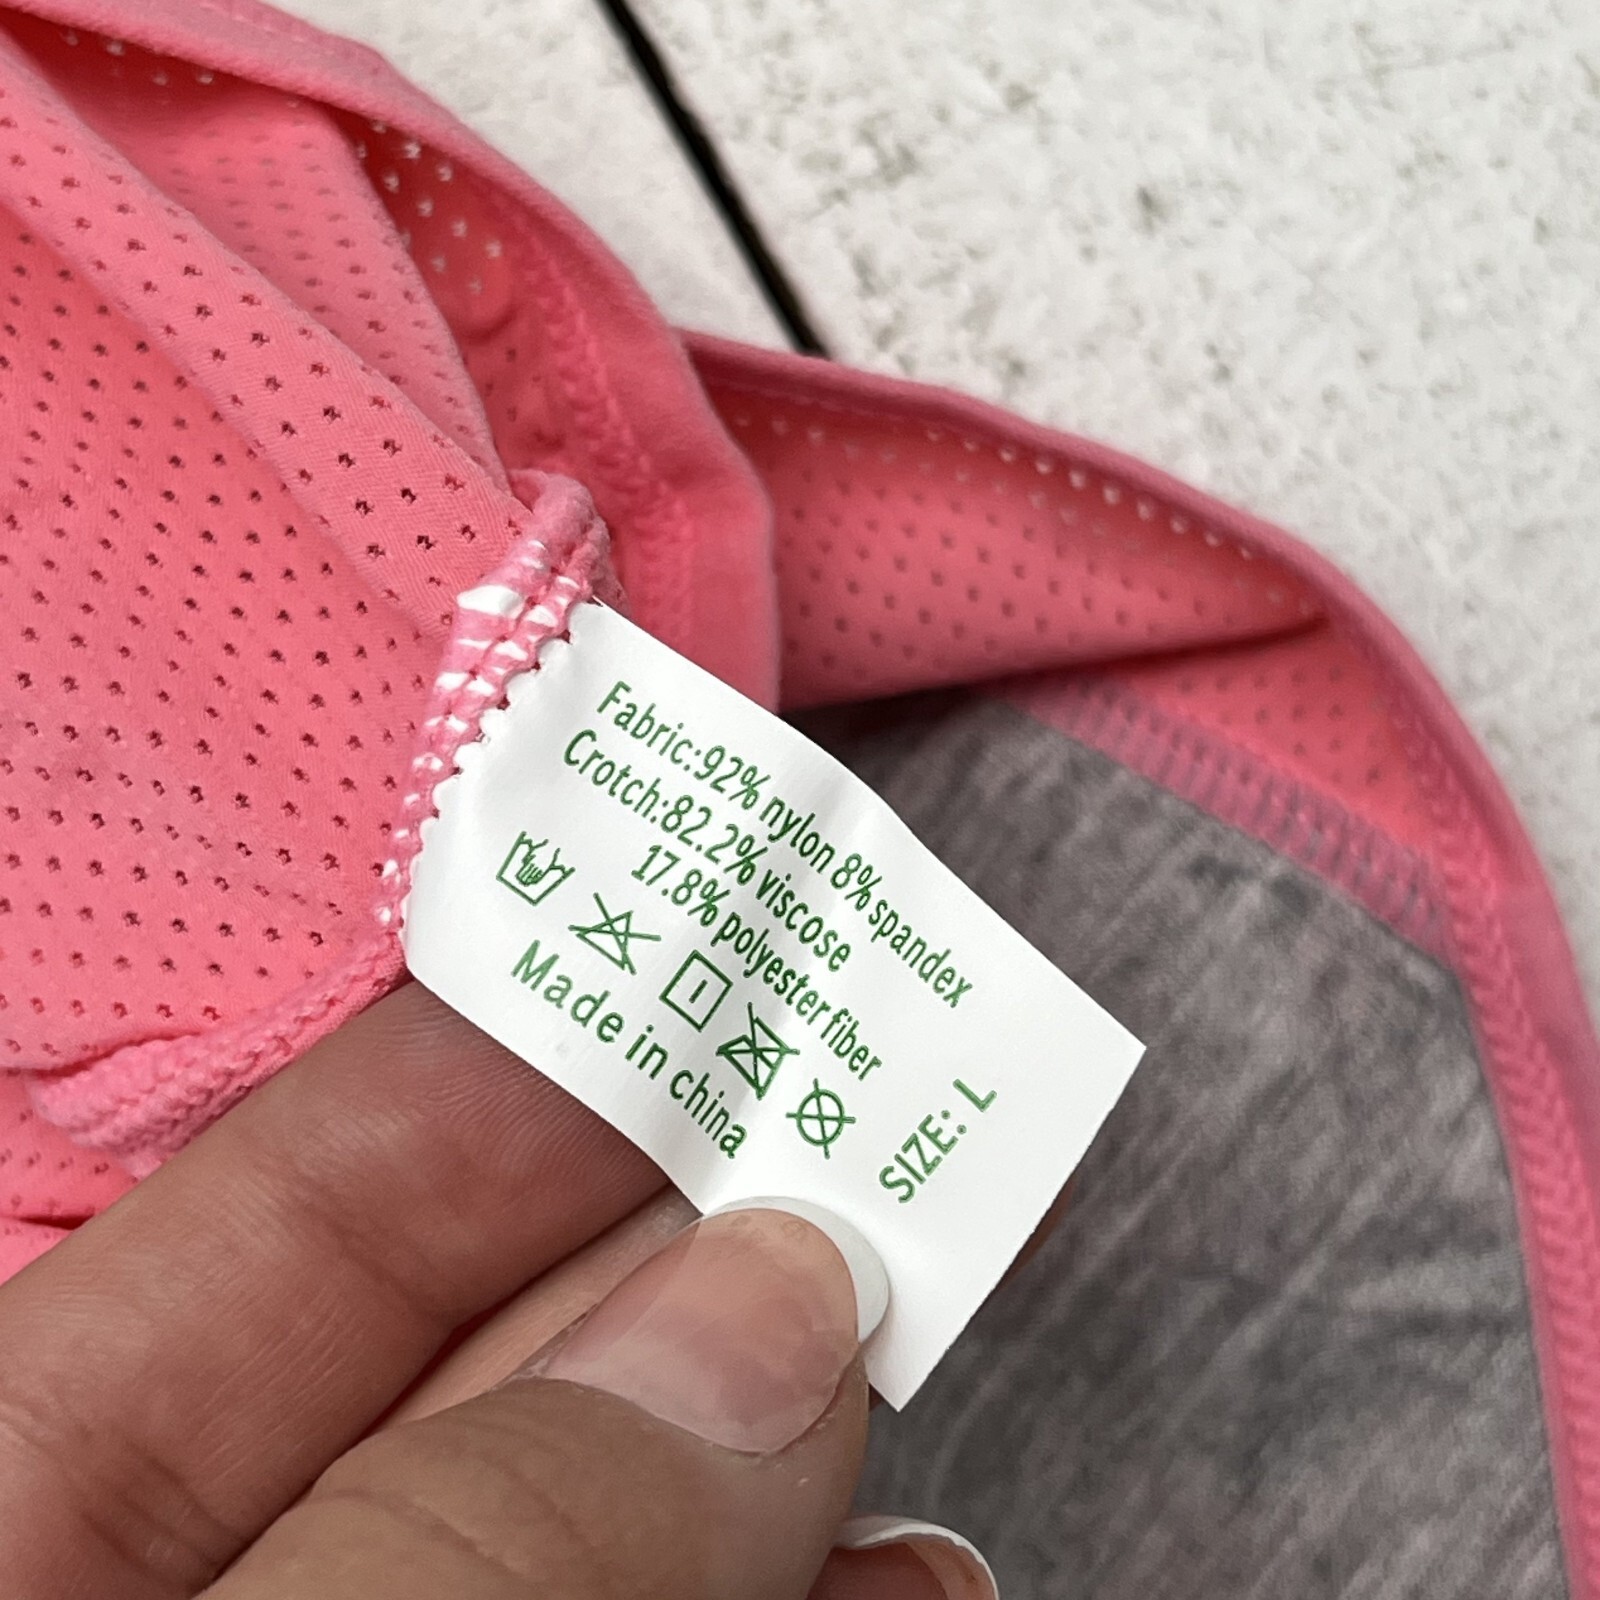 Fabric:92% nylon 8% spandex
Crotch:82.2% viscose
17.8% polyester fiber
Made in china
SIZE: L